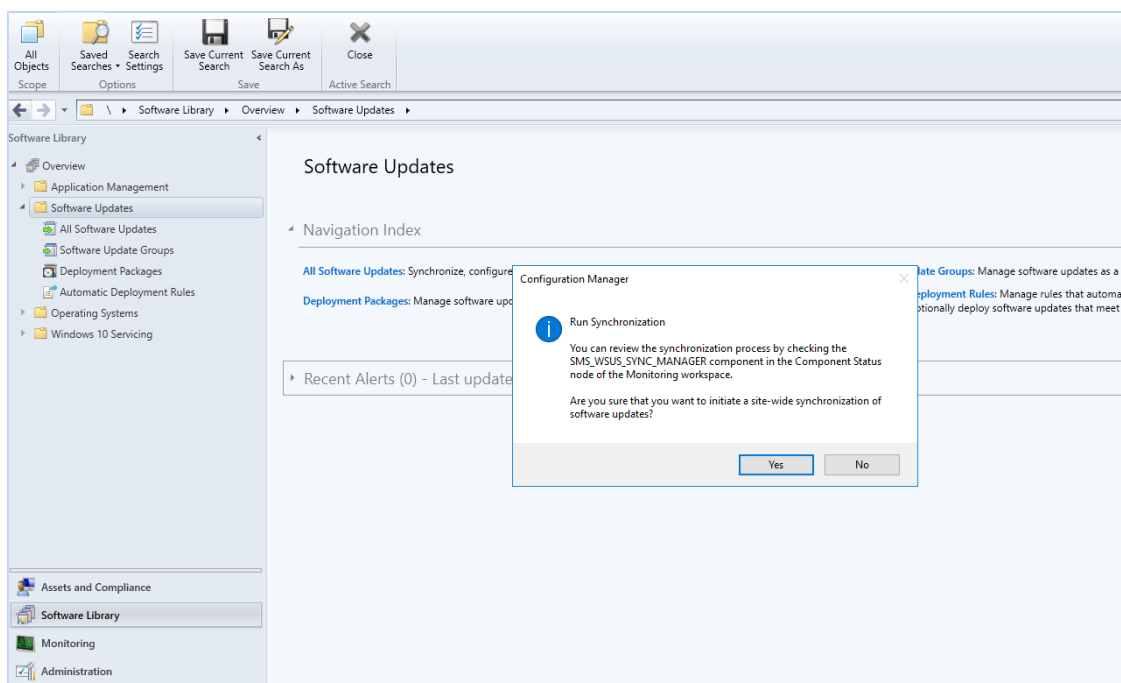 All
Objects
Saved
Searches
Search
Settings
Save Current
Search
Save Current
Search As
Close
Scope
Options
Save
Active Search
\ Software Library Overview Software Updates
Software Library
Overview
Application Management
Software Updates
All Software Updates
Software Update Groups
Deployment Packages
Automatic Deployment Rules
Operating Systems
Windows 10 Servicing
Assets and Compliance
Software Library
Monitoring
Administration
Software Updates
Navigation Index
All Software Updates: Synchronize, configure
Deployment Packages: Manage software
Groups: Manage software updates as a
Rules: Manage rules that
deploy software updates that meet
Recent Alerts (0) - Last
Configuration Manager
Run Synchronization
You can review the synchronization process by checking the
SMS_WSUS_SYNC_MANAGER component in the Component Status
node of the Monitoring workspace.
Are you sure that you want to initiate a site-wide synchronization of
software updates?
Yes
No